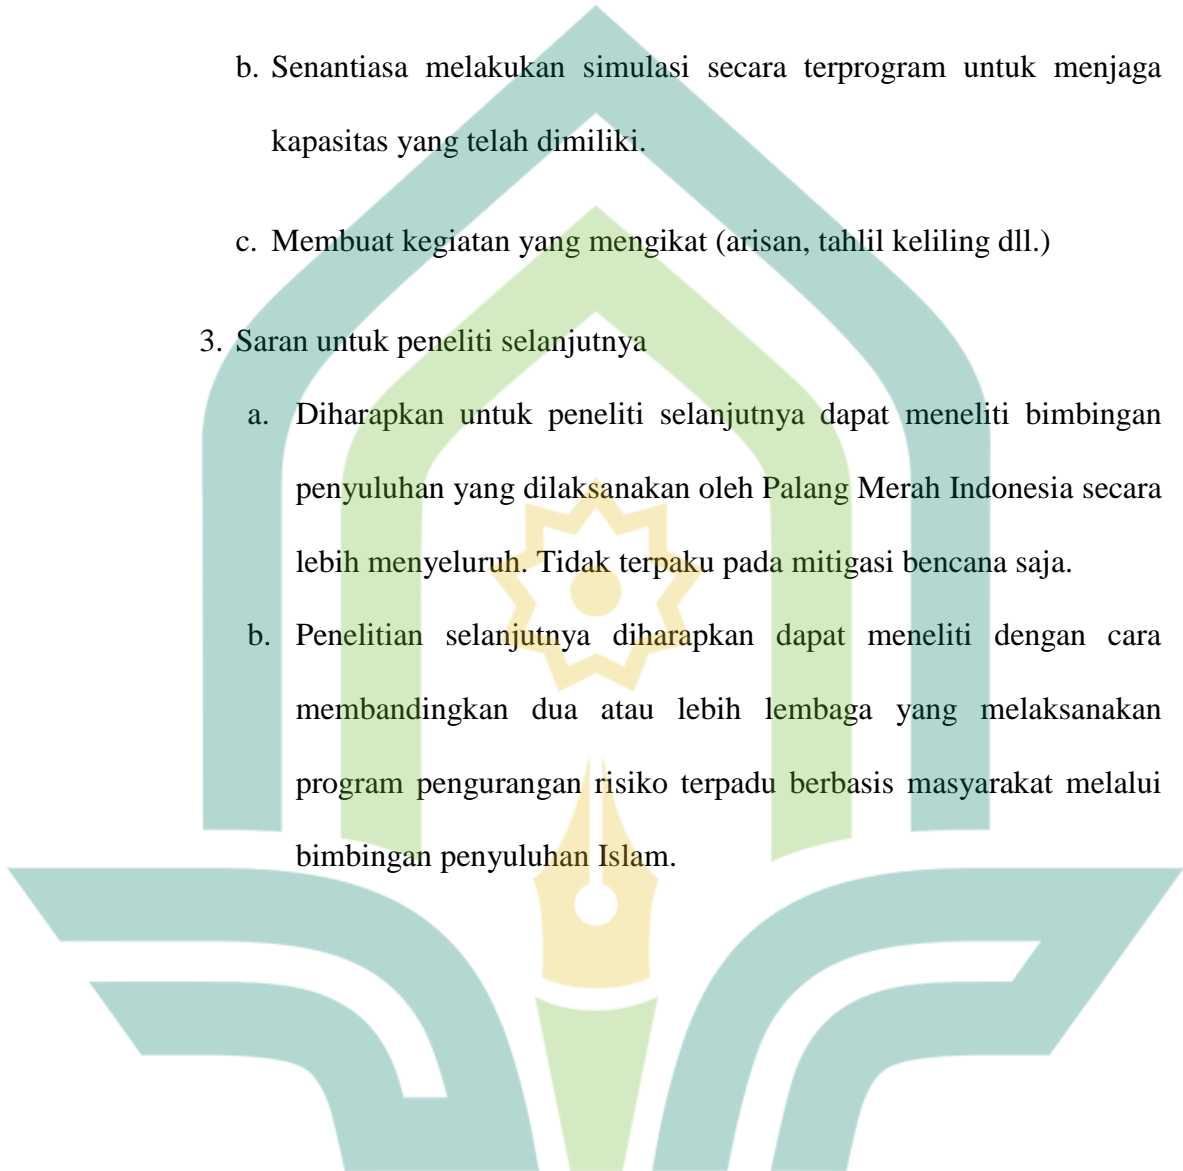 b. Senantiasa melakukan simulasi secara terprogram untuk menjaga
kapasitas yang telah dimiliki.
c. Membuat kegiatan yang mengikat (arisan, tahlil keliling dll.)
3. Saran untuk peneliti selanjutnya
a. Diharapkan untuk peneliti selanjutnya dapat meneliti bimbingan
penyuluhan yang dilaksanakan oleh Palang Merah Indonesia secara
lebih menyeluruh. Tidak terpaku pada mitigasi bencana saja.
b. Penelitian selanjutnya diharapkan dapat meneliti dengan cara
membandingkan dua atau lebih lembaga yang melaksanakan
program pengurangan risiko terpadu berbasis masyarakat melalui
bimbingan penyuluhan Islam.